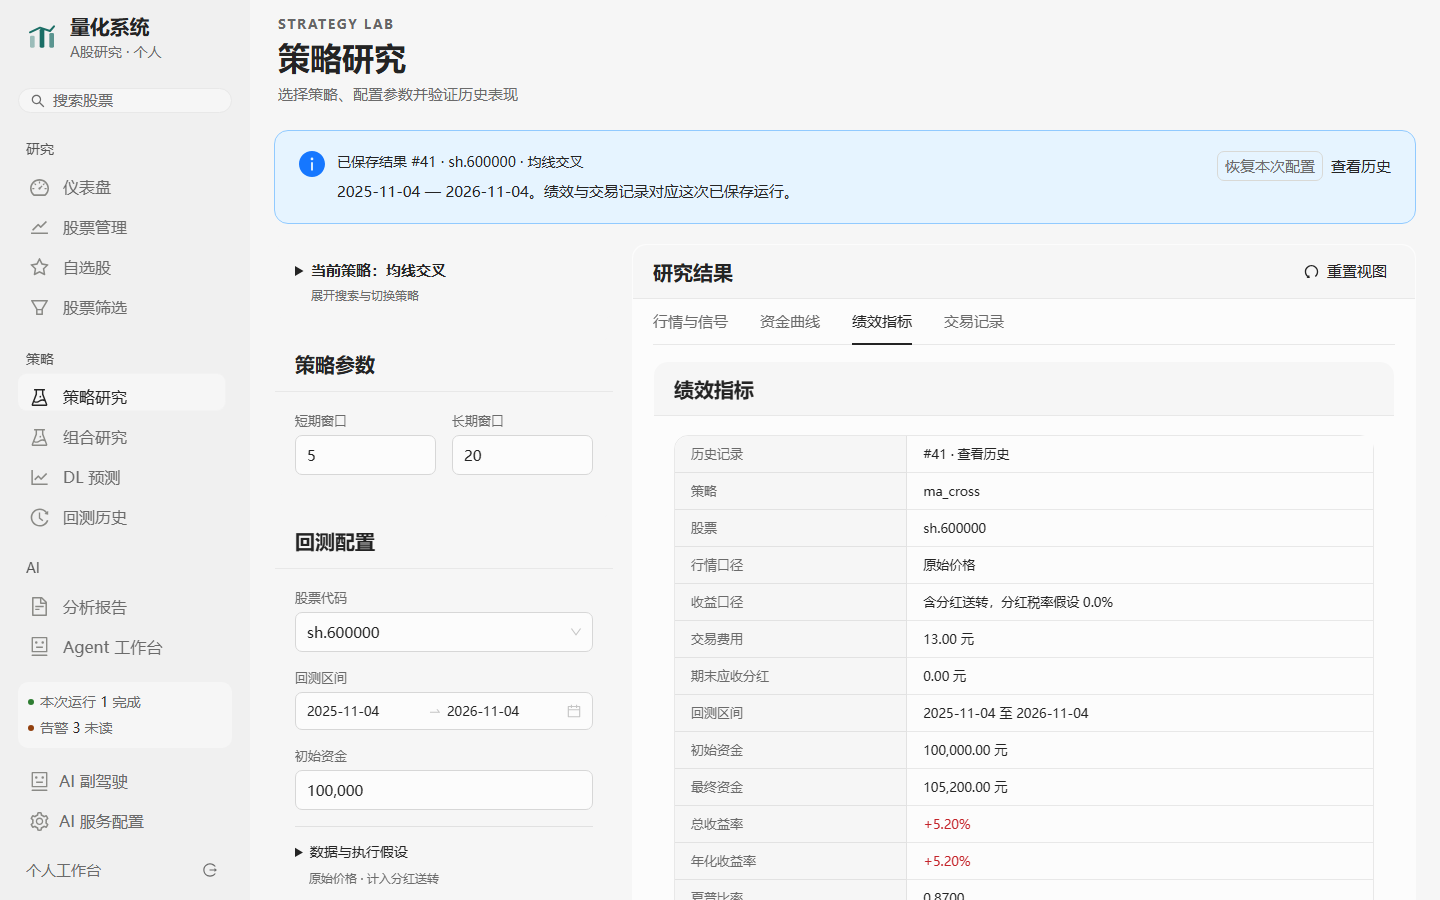 量化系统
A股研究 · 个人
搜索股票
研究
仪表盘
股票管理
自选股
股票筛选
策略
策略研究
组合研究
DL 预测
回测历史
AI
分析报告
Agent 工作台
本次运行 1 完成
告警 3 未读
AI 副驾驶
AI 服务配置
个人工作台
STRATEGY LAB
策略研究
选择策略、配置参数并验证历史表现
已保存结果 #41 · sh.600000 · 均线交叉
2025-11-04 — 2026-11-04。绩效与交易记录对应这次已保存运行。
恢复本次配置 查看历史
当前策略：均线交叉
展开搜索与切换策略
策略参数
短期窗口 长期窗口
5 20
回测配置
股票代码
sh.600000
回测区间
2025-11-04 → 2026-11-04
初始资金
100,000
数据与执行假设
原始价格 · 计入分红送转
研究结果 重置视图
行情与信号 资金曲线 绩效指标 交易记录
绩效指标
历史记录 #41 · 查看历史
策略 ma_cross
股票 sh.600000
行情口径 原始价格
收益口径 含分红送转，分红税率假设 0.0%
交易费用 13.00 元
期末应收分红 0.00 元
回测区间 2025-11-04 至 2026-11-04
初始资金 100,000.00 元
最终资金 105,200.00 元
总收益率 +5.20%
年化收益率 +5.20%
夏普比率 0.8700